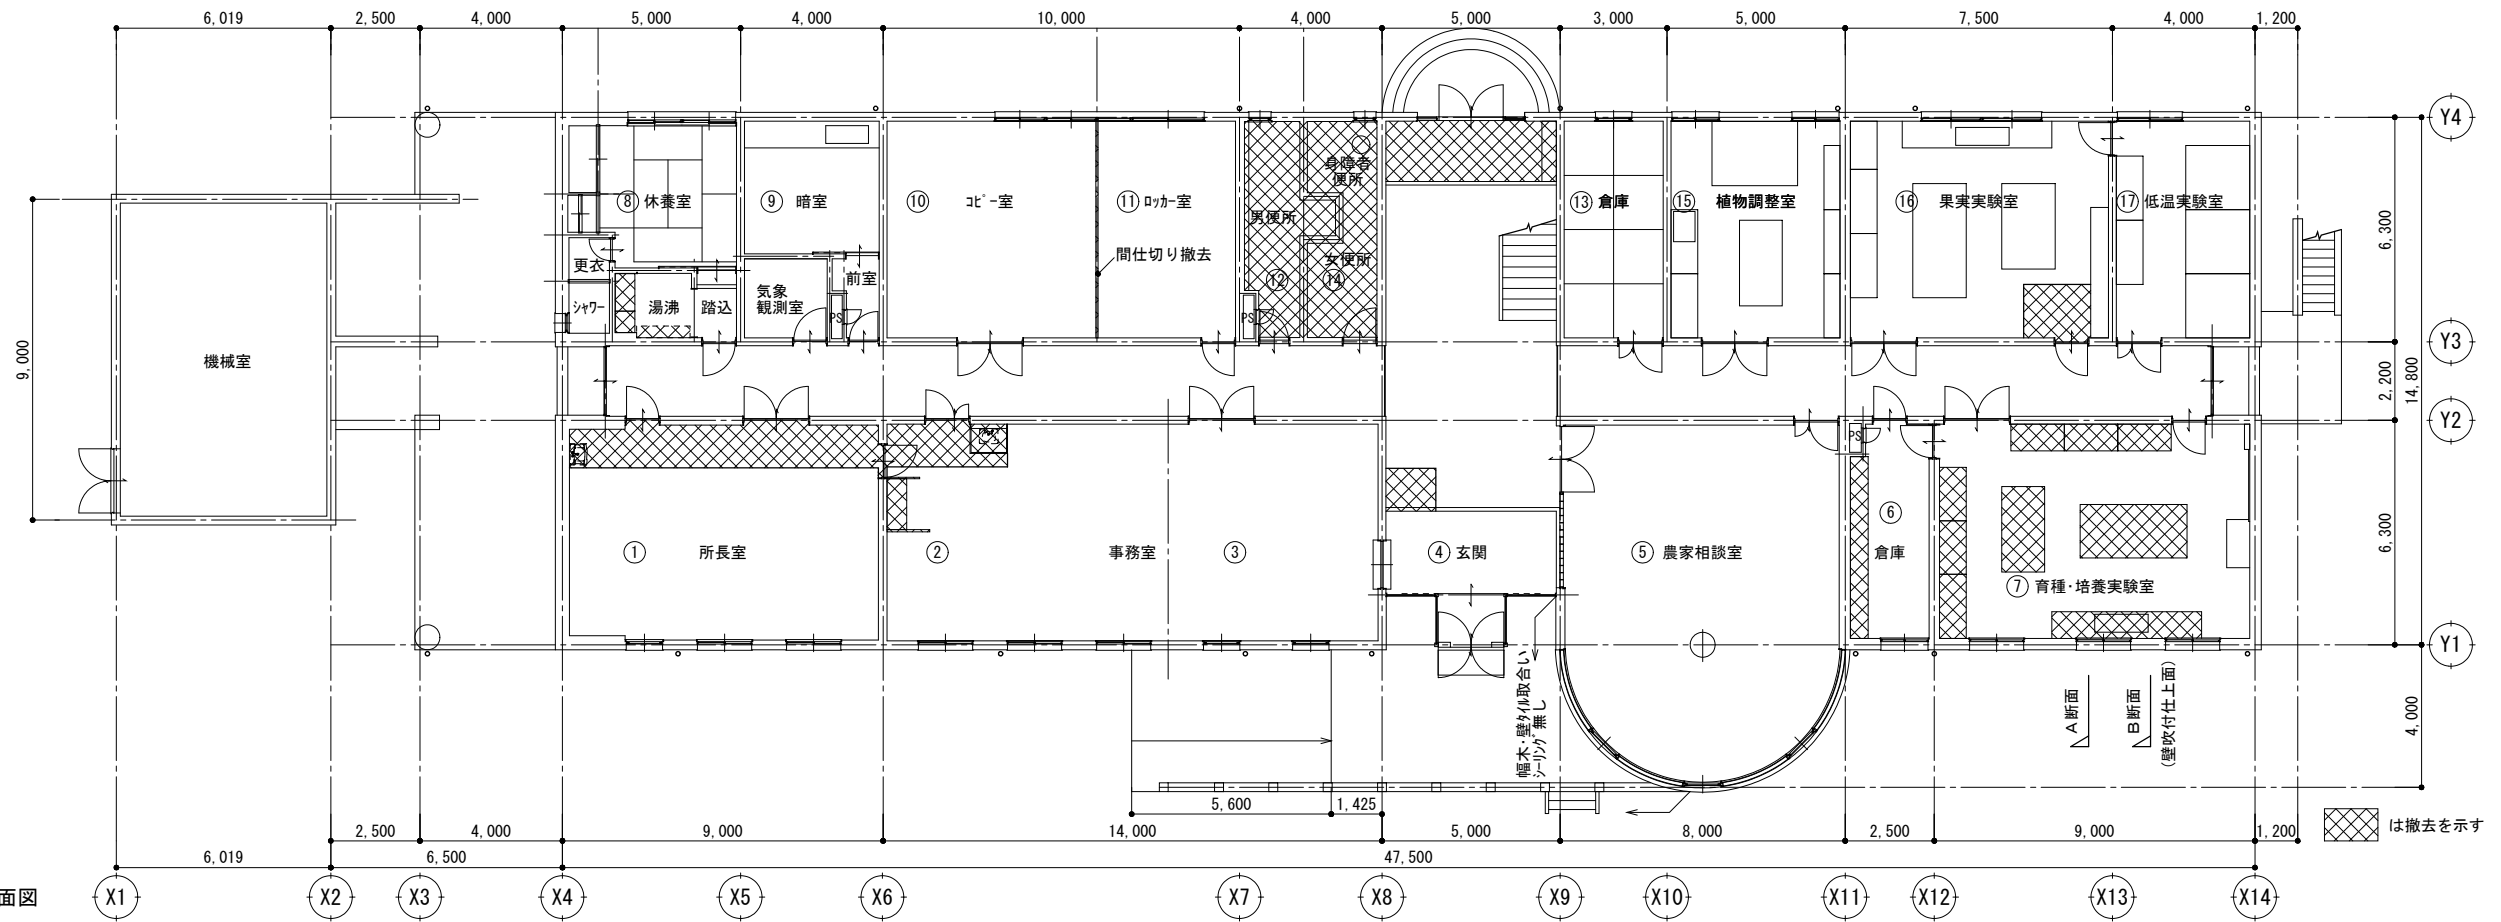 6,019
2,500
4,000
5,000
4,000
10,000
4,000
5,000
3,000
5,000
7,500
4,000
1,200
Y4
身障者
便所
⑧ 休養室
⑨ 暗室
⑩ ｺﾋﾟｰ室
⑪ ﾛｯｶｰ室
男便所
⑬ 倉庫
⑮ 植物調整室
⑯ 果実実験室
⑰ 低温実験室
6,300
間仕切り撤去
女便所
更衣
前室
⑫
⑭
ｼｬﾜｰ
湯沸
踏込
気象
観測室
PS
PS
Y3
9,000
機械室
2,200
14,800
Y2
PS
⑥
倉庫
6,300
① 所長室
② 事務室 ③
④ 玄関
⑤ 農家相談室
⑦ 育種・培養実験室
Y1
幅木・壁ﾀｲﾙ取合い
ｼｰﾘﾝｸﾞ無し
A断面
B断面
(壁吹付仕上面)
4,000
5,600
1,425
は撤去を示す
2,500
4,000
9,000
14,000
5,000
8,000
2,500
9,000
1,200
6,019
6,500
47,500
面図
X1
X2
X3
X4
X5
X6
X7
X8
X9
X10
X11
X12
X13
X14